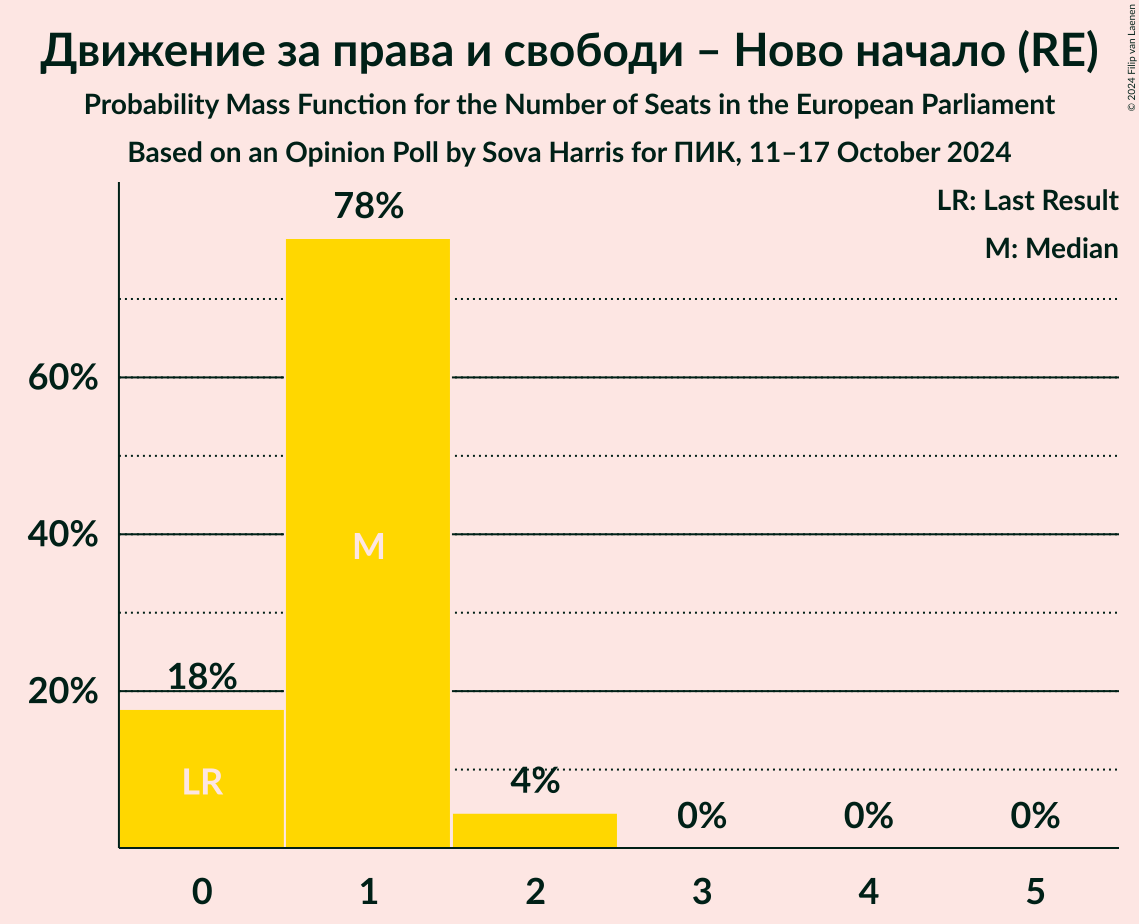 Движение за права и свободи – Ново начало (RE)
Probability Mass Function for the Number of Seats in the European Parliament
Based on an Opinion Poll by Sova Harris for ПИК, 11–17 October 2024
© 2024 Filip van Laenen
LR: Last Result
M: Median
78%
60%
40%
M
18%
20%
LR
4%
0%
0%
0%
0
1
2
3
4
5